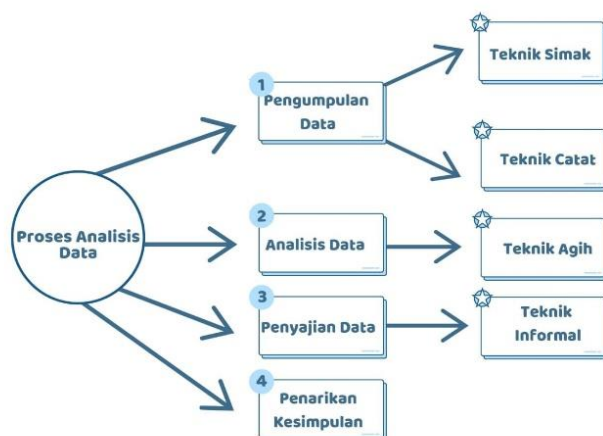 Proses Analisis
Data
1
Pengumpulan
Data
Teknik Simak
Teknik Catat
2
Analisis Data
Teknik Agih
3
Penyajian Data
Teknik
Informal
4
Penarikan
Kesimpulan